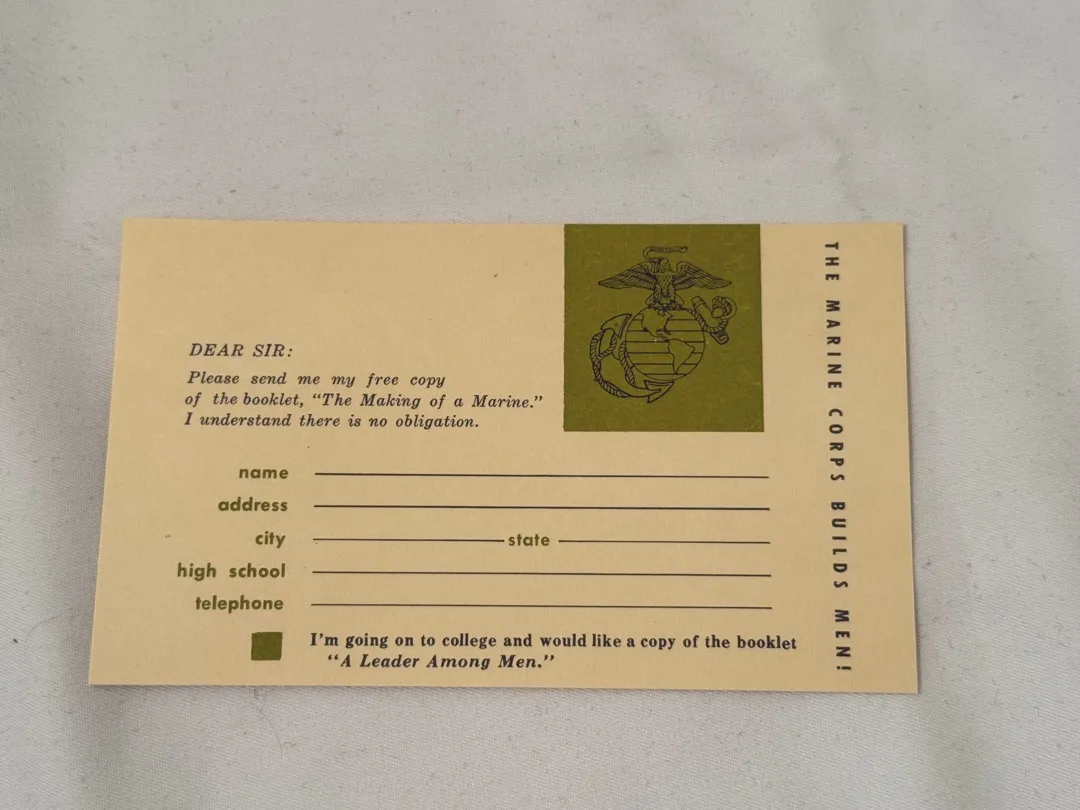 DEAR SIR:
Please send me my free copy
of the booklet, "The Making of a Marine."
I understand there is no obligation.
name
address
city state
high school
telephone
I'm going on to college and would like a copy of the booklet
"A Leader Among Men."
THE MARINE CORPS BUILDS MEN!